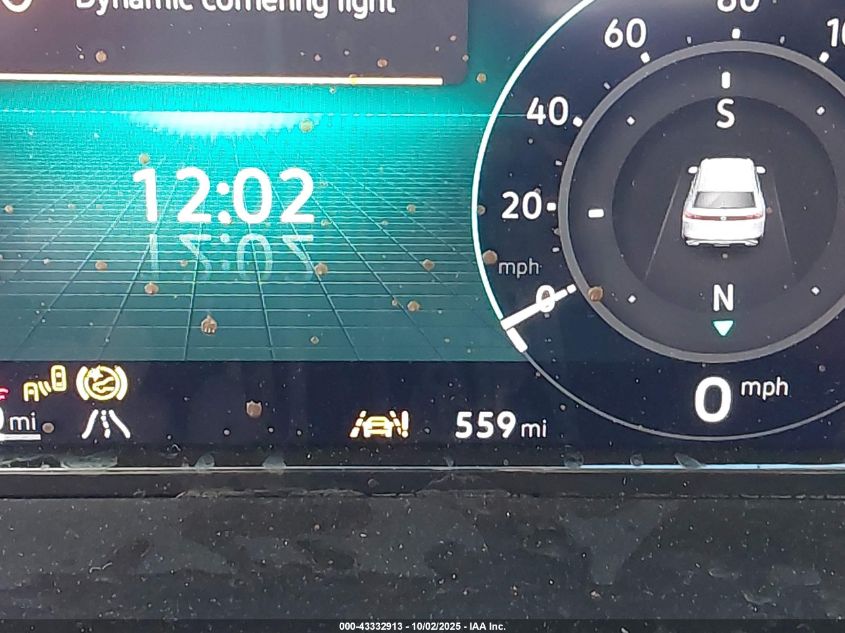 Dynamic cornering light
60
80
40
S
12:02
20
mph
0
N
0 mph
mi
559 mi
000-43332913 - 10/02/2025 - IAA Inc.